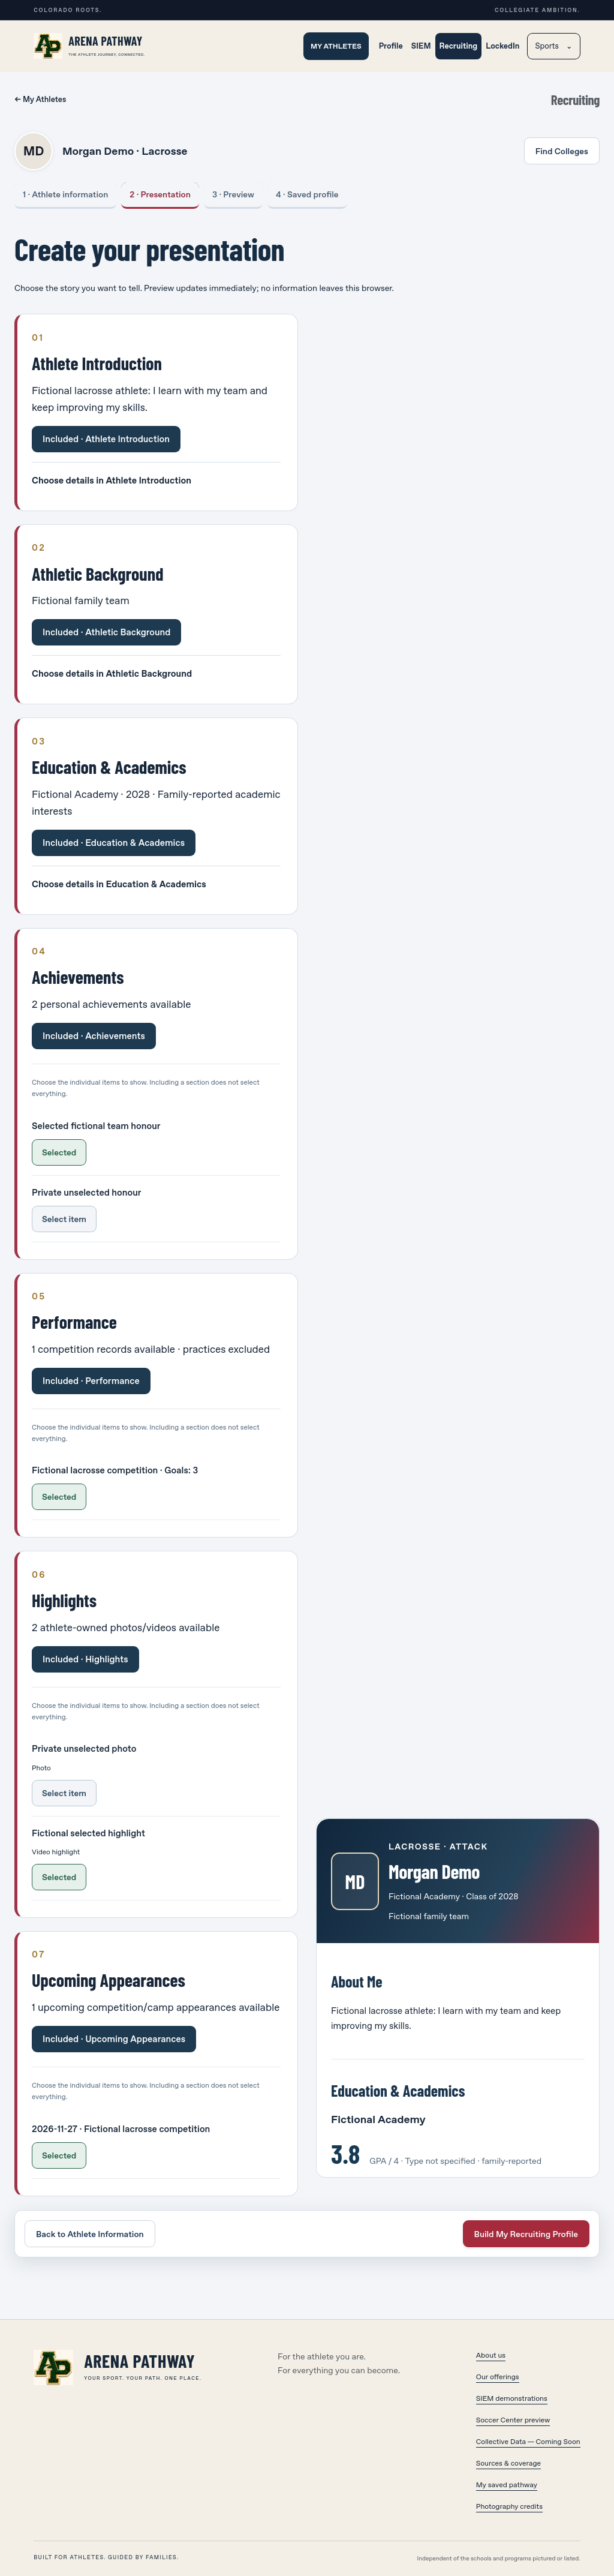 COLORADO ROOTS.
COLLEGIATE AMBITION.
AP
ARENA PATHWAY
THE ATHLETE JOURNEY, CONNECTED.
MY ATHLETES
Profile
SIEM
Recruiting
LockedIn
Sports
← My Athletes
Recruiting
MD
Morgan Demo · Lacrosse
Find Colleges
1 · Athlete information
2 · Presentation
3 · Preview
4 · Saved profile
Create your presentation
Choose the story you want to tell. Preview updates immediately; no information leaves this browser.
01
Athlete Introduction
Fictional lacrosse athlete: I learn with my team and
keep improving my skills.
Included · Athlete Introduction
Choose details in Athlete Introduction
02
Athletic Background
Fictional family team
Included · Athletic Background
Choose details in Athletic Background
03
Education & Academics
Fictional Academy · 2028 · Family-reported academic
interests
Included · Education & Academics
Choose details in Education & Academics
04
Achievements
2 personal achievements available
Included · Achievements
Choose the individual items to show. Including a section does not select
everything.
Selected fictional team honour
Selected
Private unselected honour
Select item
05
Performance
1 competition records available · practices excluded
Included · Performance
Choose the individual items to show. Including a section does not select
everything.
Fictional lacrosse competition · Goals: 3
Selected
06
Highlights
2 athlete-owned photos/videos available
Included · Highlights
Choose the individual items to show. Including a section does not select
everything.
Private unselected photo
Photo
Select item
Fictional selected highlight
Video highlight
Selected
07
Upcoming Appearances
1 upcoming competition/camp appearances available
Included · Upcoming Appearances
Choose the individual items to show. Including a section does not select
everything.
2026-11-27 · Fictional lacrosse competition
Selected
MD
LACROSSE · ATTACK
Morgan Demo
Fictional Academy · Class of 2028
Fictional family team
About Me
Fictional lacrosse athlete: I learn with my team and keep
improving my skills.
Education & Academics
Fictional Academy
3.8
GPA / 4 · Type not specified · family-reported
Back to Athlete Information
Build My Recruiting Profile
AP
ARENA PATHWAY
YOUR SPORT. YOUR PATH. ONE PLACE.
For the athlete you are.
For everything you can become.
About us
Our offerings
SIEM demonstrations
Soccer Center preview
Collective Data — Coming Soon
Sources & coverage
My saved pathway
Photography credits
BUILT FOR ATHLETES. GUIDED BY FAMILIES.
Independent of the schools and programs pictured or listed.